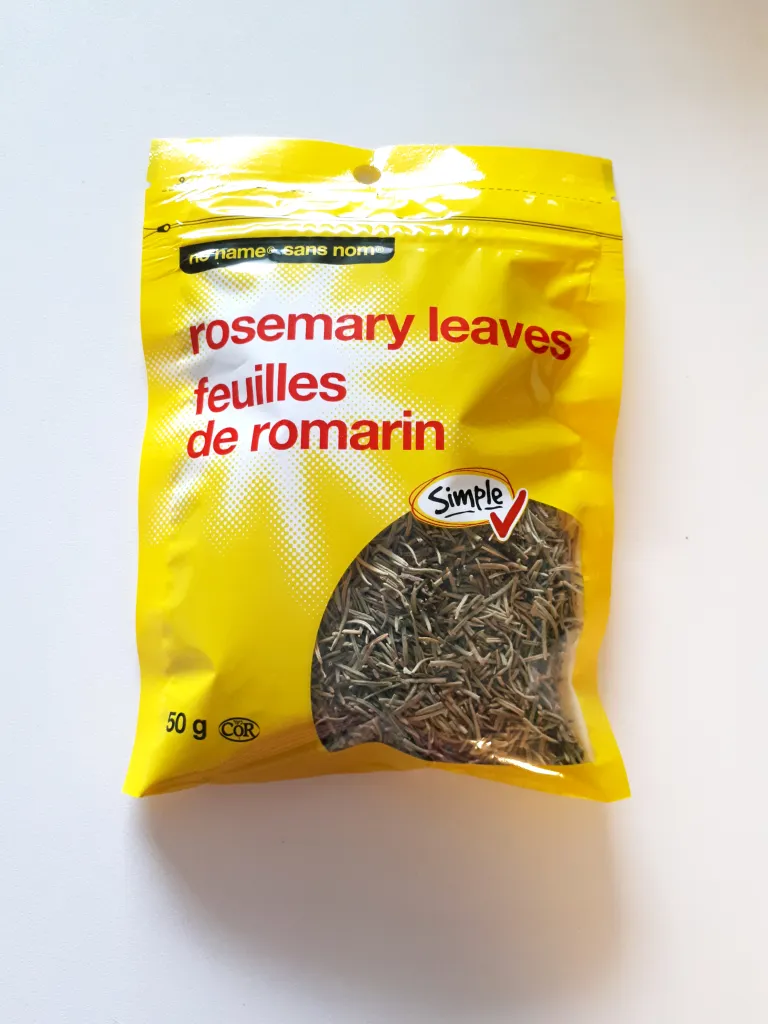 no name® sans nom®
rosemary leaves
feuilles
de romarin
Simple
50 g
COR